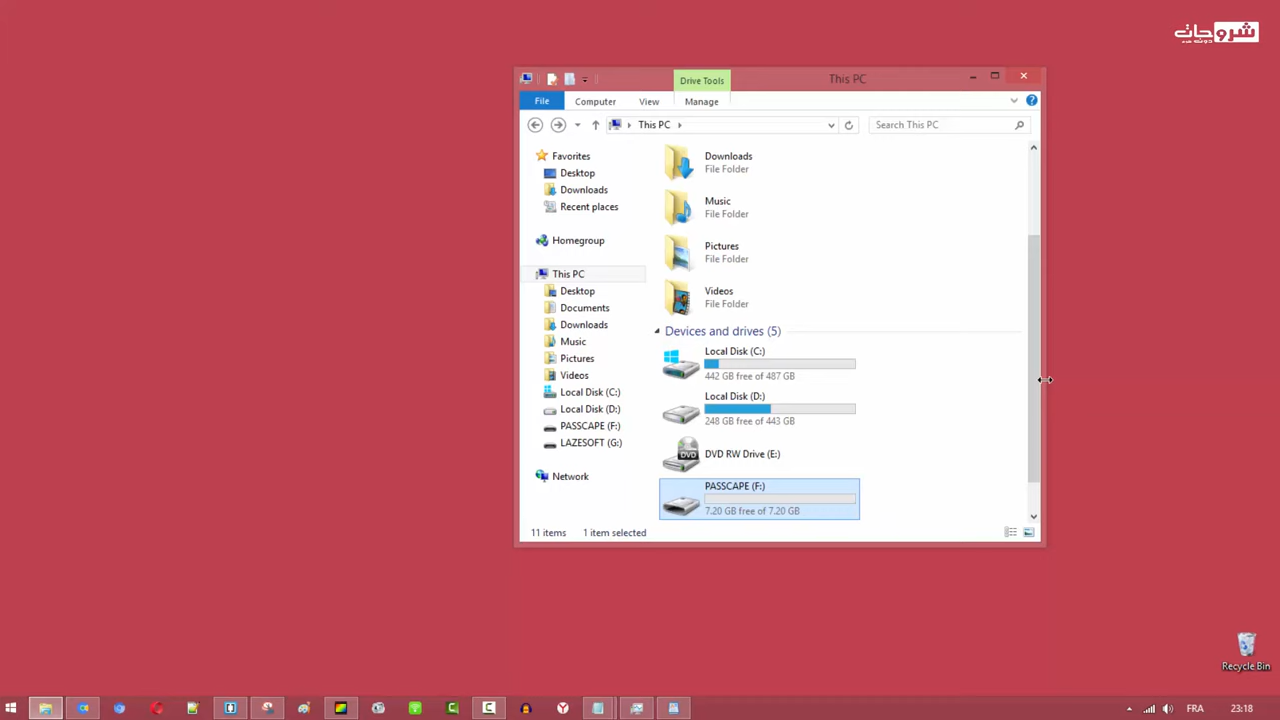 شروحات
دوت كوم
Drive Tools
This PC
File
Computer
View
Manage
This PC
Search This PC
Favorites
Desktop
Downloads
Recent places
Homegroup
This PC
Desktop
Documents
Downloads
Music
Pictures
Videos
Local Disk (C:)
Local Disk (D:)
PASSCAPE (F:)
LAZESOFT (G:)
Network
Downloads
File Folder
Music
File Folder
Pictures
File Folder
Videos
File Folder
Devices and drives (5)
Local Disk (C:)
442 GB free of 487 GB
Local Disk (D:)
248 GB free of 443 GB
DVD
DVD RW Drive (E:)
PASSCAPE (F:)
7.20 GB free of 7.20 GB
11 items
1 item selected
Recycle Bin
FRA
23:18